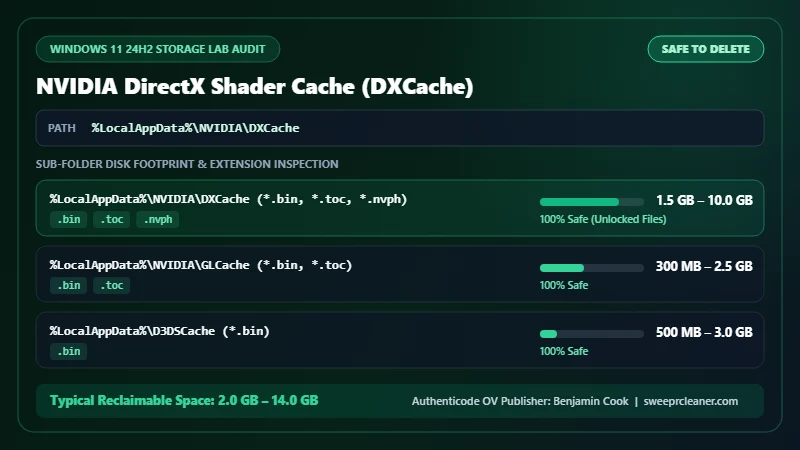 WINDOWS 11 24H2 STORAGE LAB AUDIT
SAFE TO DELETE
NVIDIA DirectX Shader Cache (DXCache)
PATH %LocalAppData%\NVIDIA\DXCache
SUB-FOLDER DISK FOOTPRINT & EXTENSION INSPECTION
%LocalAppData%\NVIDIA\DXCache (*.bin, *.toc, *.nvph)
1.5 GB – 10.0 GB
.bin .toc .nvph
100% Safe (Unlocked Files)
%LocalAppData%\NVIDIA\GLCache (*.bin, *.toc)
300 MB – 2.5 GB
.bin .toc
100% Safe
%LocalAppData%\D3DSCache (*.bin)
500 MB – 3.0 GB
.bin
100% Safe
Typical Reclaimable Space: 2.0 GB – 14.0 GB
Authenticode OV Publisher: Benjamin Cook | sweeprcleaner.com